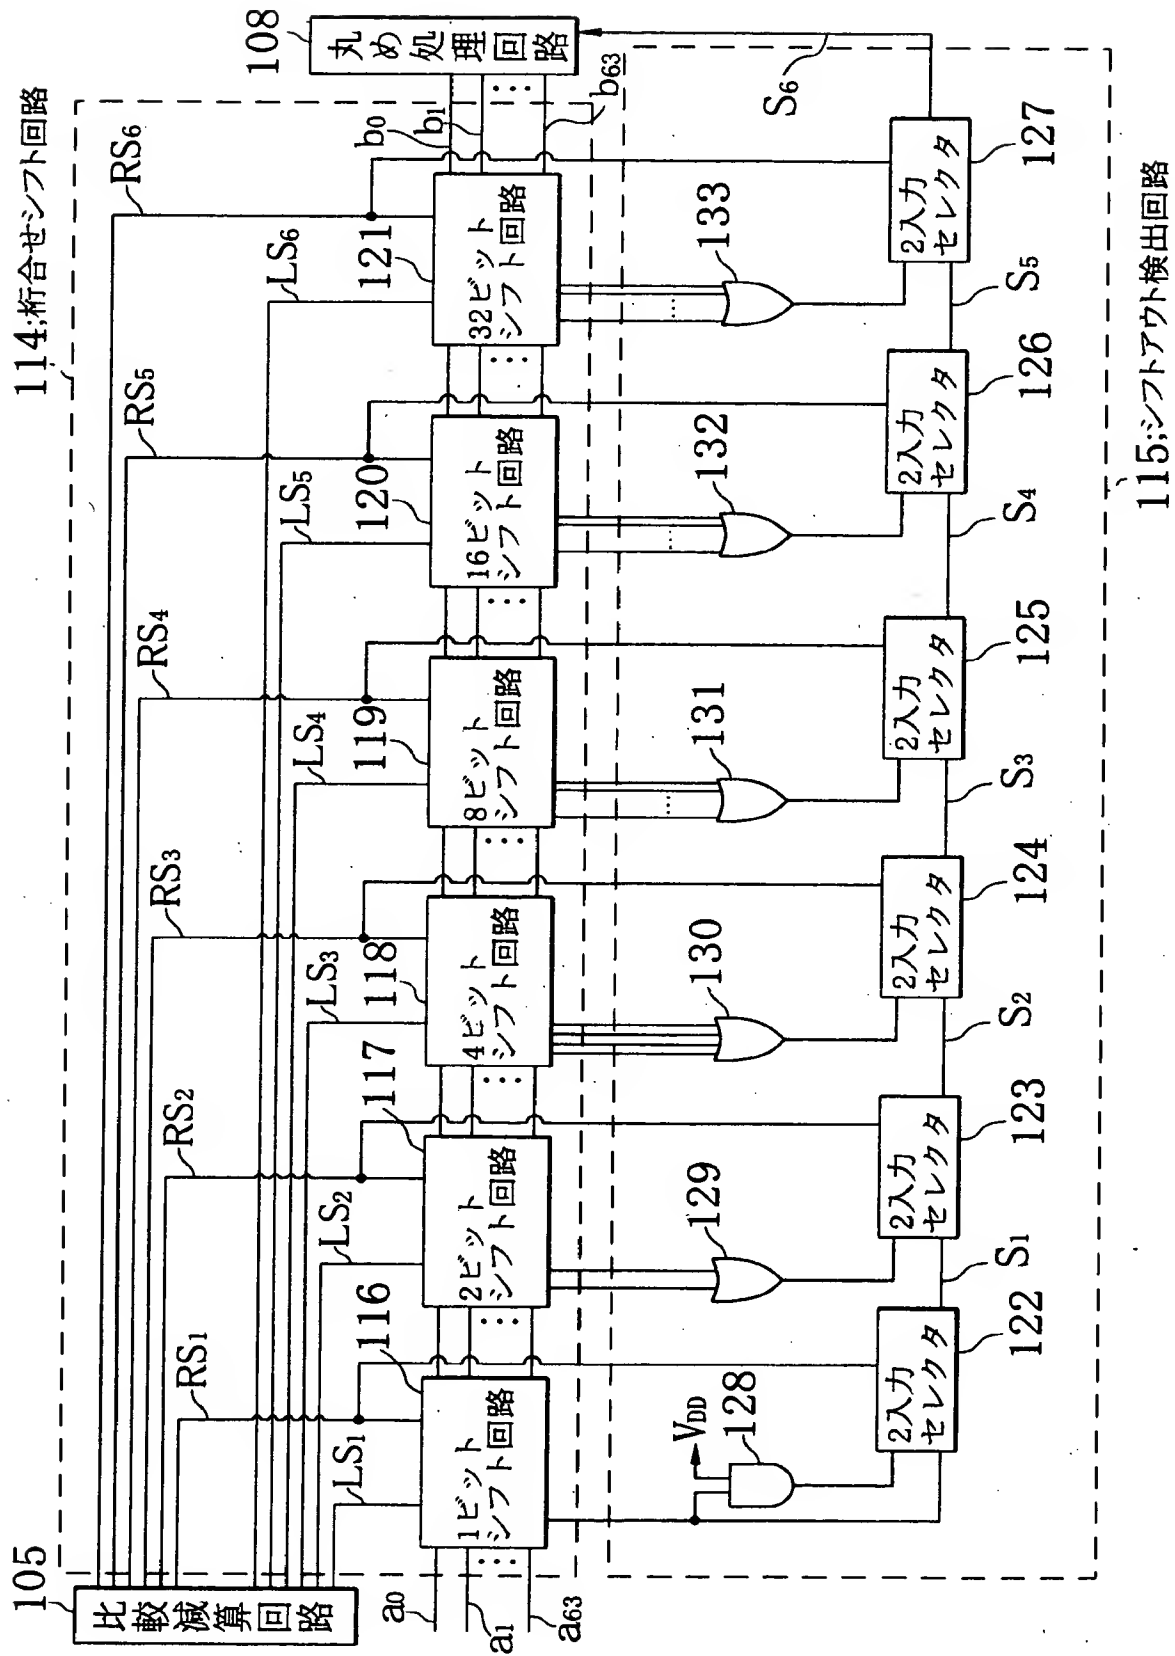 114;桁合せシフト回路
105
比較減算回路
RS1
RS2
RS3
RS4
RS5
RS6
LS1
LS2
LS3
LS4
LS5
LS6
108
丸め処理回路
a0
a1
a63
116
1ビット
シフト回路
117
2ビット
シフト回路
118
4ビット
シフト回路
119
8ビット
シフト回路
120
16ビット
シフト回路
121
32ビット
シフト回路
b0
b1
b63
VDD
128
129
130
131
132
133
2入力
セレクタ
122
S1
2入力
セレクタ
123
S2
2入力
セレクタ
124
S3
2入力
セレクタ
125
S4
2入力
セレクタ
126
S5
2入力
セレクタ
127
S6
115;シフトアウト検出回路